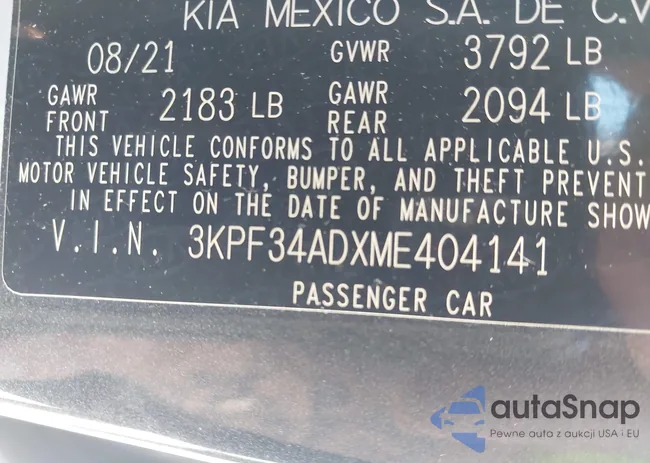 KIA MEXICO S.A. DE C.V
08/21 GVWR 3792 LB
GAWR FRONT 2183 LB GAWR REAR 2094 LB
THIS VEHICLE CONFORMS TO ALL APPLICABLE U.S.
MOTOR VEHICLE SAFETY, BUMPER, AND THEFT PREVENT
IN EFFECT ON THE DATE OF MANUFACTURE SHOW
V.I.N. 3KPF34ADXME404141
PASSENGER CAR
autaSnap
Pewne auta z aukcji USA i EU